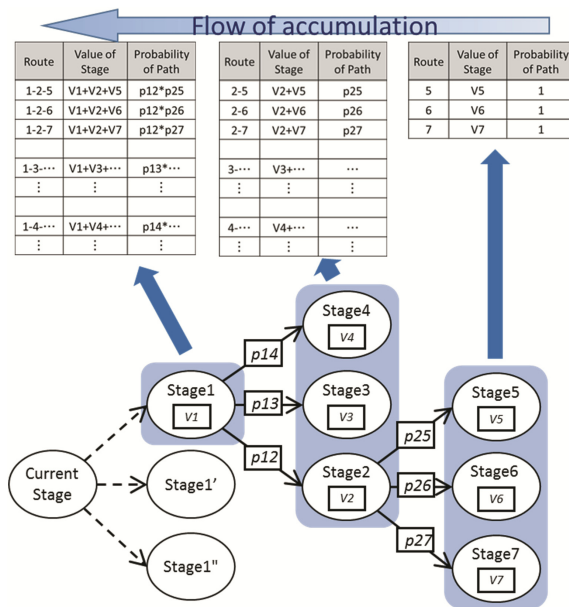 Flow of accumulation
Route Value of Stage Probability of Path
1-2-5 V1+V2+V5 p12*p25
1-2-6 V1+V2+V6 p12*p26
1-2-7 V1+V2+V7 p12*p27
1-3-⋯ V1+V3+⋯ p13*⋯
⋮ ⋮ ⋮
1-4-⋯ V1+V4+⋯ p14*⋯
⋮ ⋮ ⋮
Route Value of Stage Probability of Path
2-5 V2+V5 p25
2-6 V2+V6 p26
2-7 V2+V7 p27
3-⋯ V3+⋯ ⋯
⋮ ⋮ ⋮
4-⋯ V4+⋯ ⋯
⋮ ⋮ ⋮
Route Value of Stage Probability of Path
5 V5 1
6 V6 1
7 V7 1
Stage4
V4
p14
Stage1
V1
p13
Stage3
V3
Stage5
V5
p25
p12
Current Stage
Stage1'
Stage2
V2
p26
Stage6
V6
p27
Stage1"
Stage7
V7